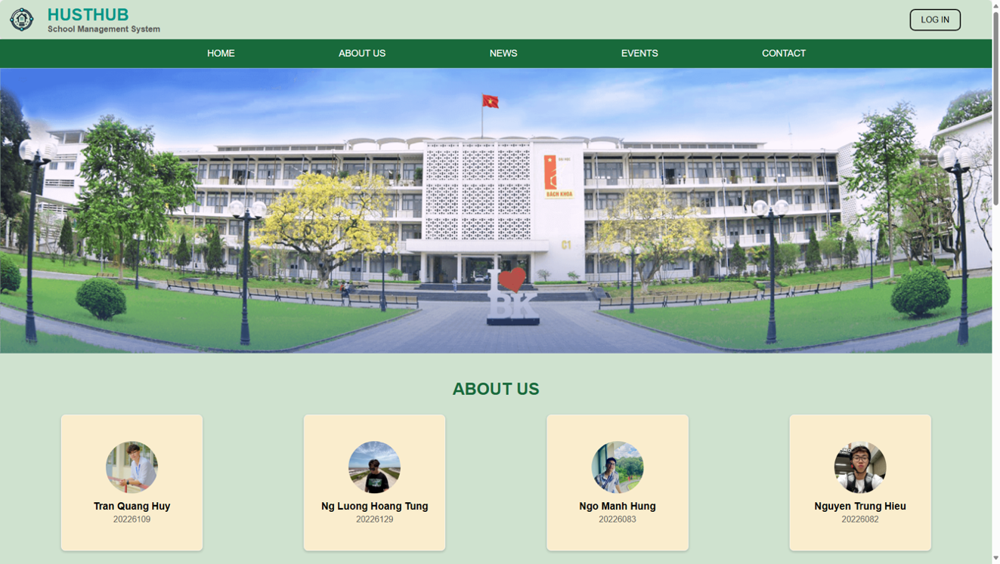 HUSTHUB
School Management System
LOG IN
HOME
ABOUT US
NEWS
EVENTS
CONTACT
BÁCH KHOA
C1
I
BK
ABOUT US
Tran Quang Huy
20226109
Ng Luong Hoang Tung
20226129
Ngo Manh Hung
20226083
Nguyen Trung Hieu
20226082